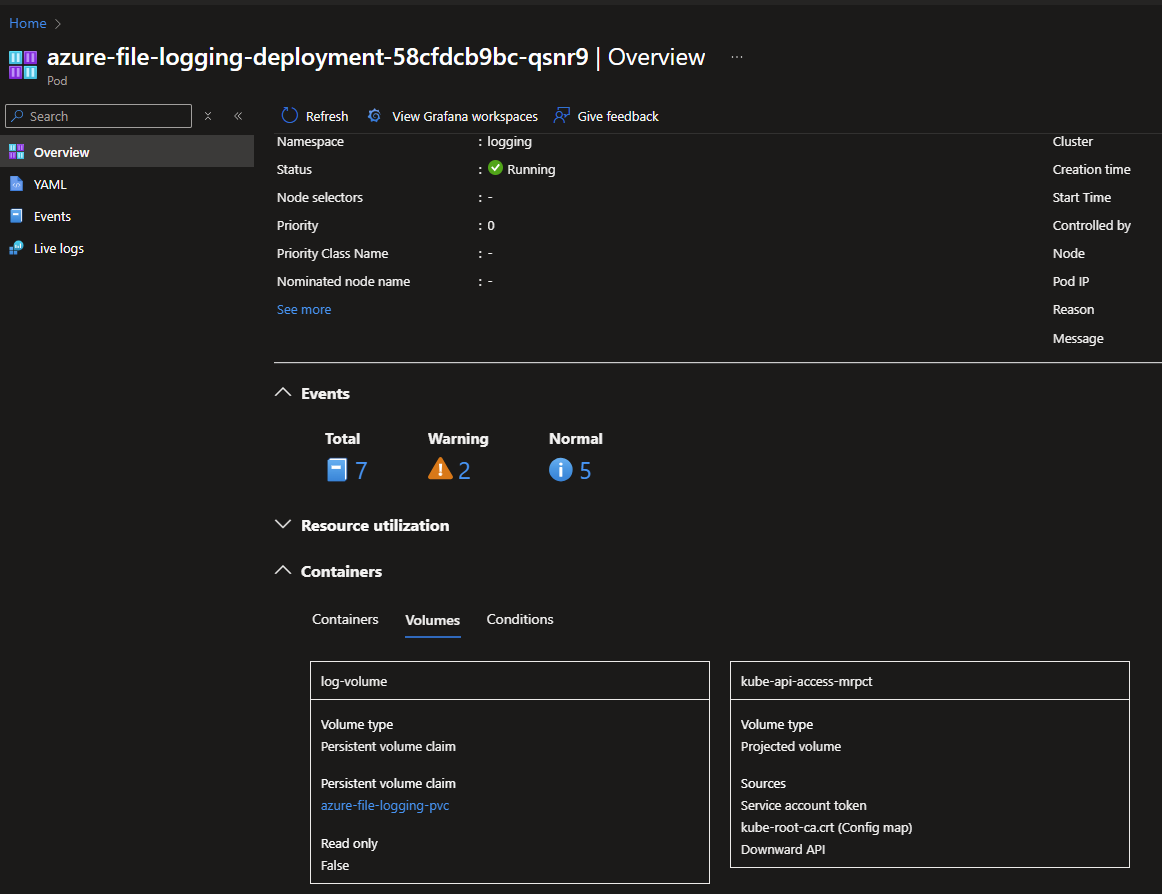 Home
azure-file-logging-deployment-58cfdcb9bc-qsnr9 | Overview ...
Pod
Search
Refresh View Grafana workspaces Give feedback
Overview
YAML
Events
Live logs
Namespace : logging
Status : Running
Node selectors : -
Priority : 0
Priority Class Name : -
Nominated node name : -
See more
Cluster
Creation time
Start Time
Controlled by
Node
Pod IP
Reason
Message
Events
Total Warning Normal
7 2 5
Resource utilization
Containers
Containers Volumes Conditions
log-volume
Volume type
Persistent volume claim
Persistent volume claim
azure-file-logging-pvc
Read only
False
kube-api-access-mrpct
Volume type
Projected volume
Sources
Service account token
kube-root-ca.crt (Config map)
Downward API